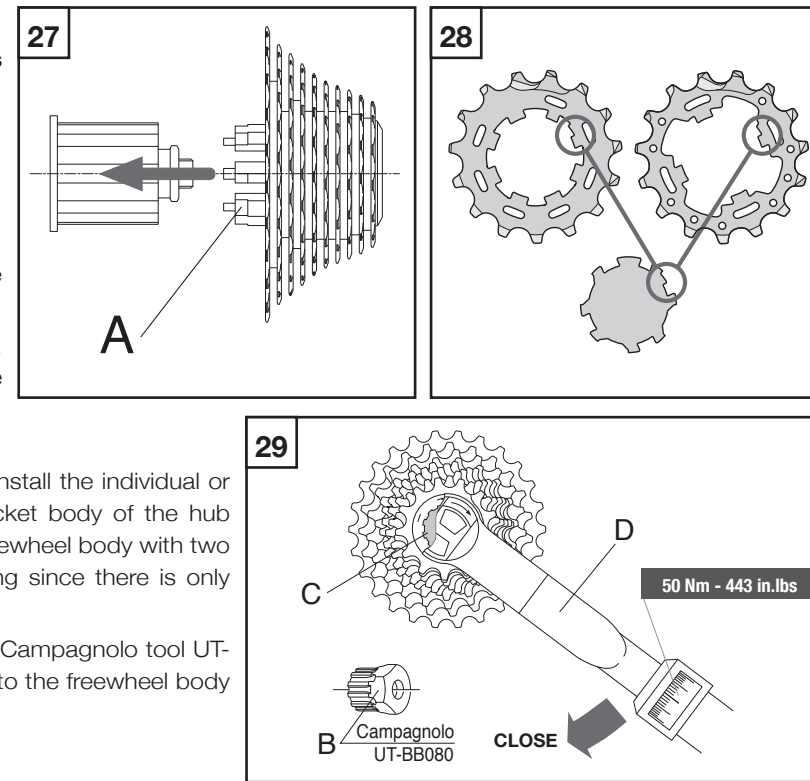 27
28
s
A
e
e
29
nstall the individual or
cket body of the hub
eewheel body with two
ng since there is only
Campagnolo tool UT-
to the freewheel body
C
D
50 Nm - 443 in.lbs
B
Campagnolo
UT-BB080
CLOSE